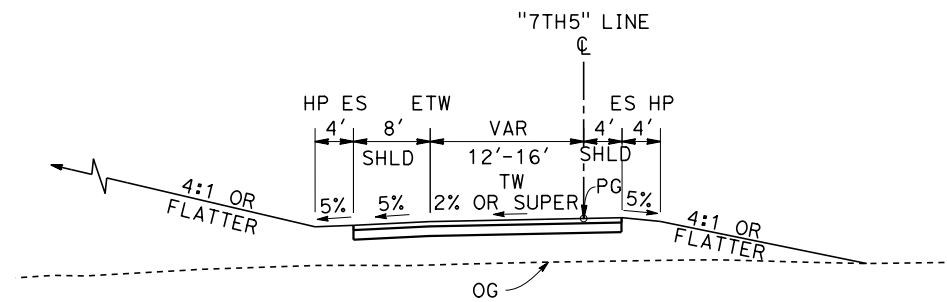 "7TH5" LINE
℄
HP ES ETW ES HP
4' 8' VAR 4' 4'
SHLD 12'-16' SHLD
TW
PG
4:1 OR
FLATTER
5% 5% 2% OR SUPER 5%
4:1 OR
FLATTER
OG